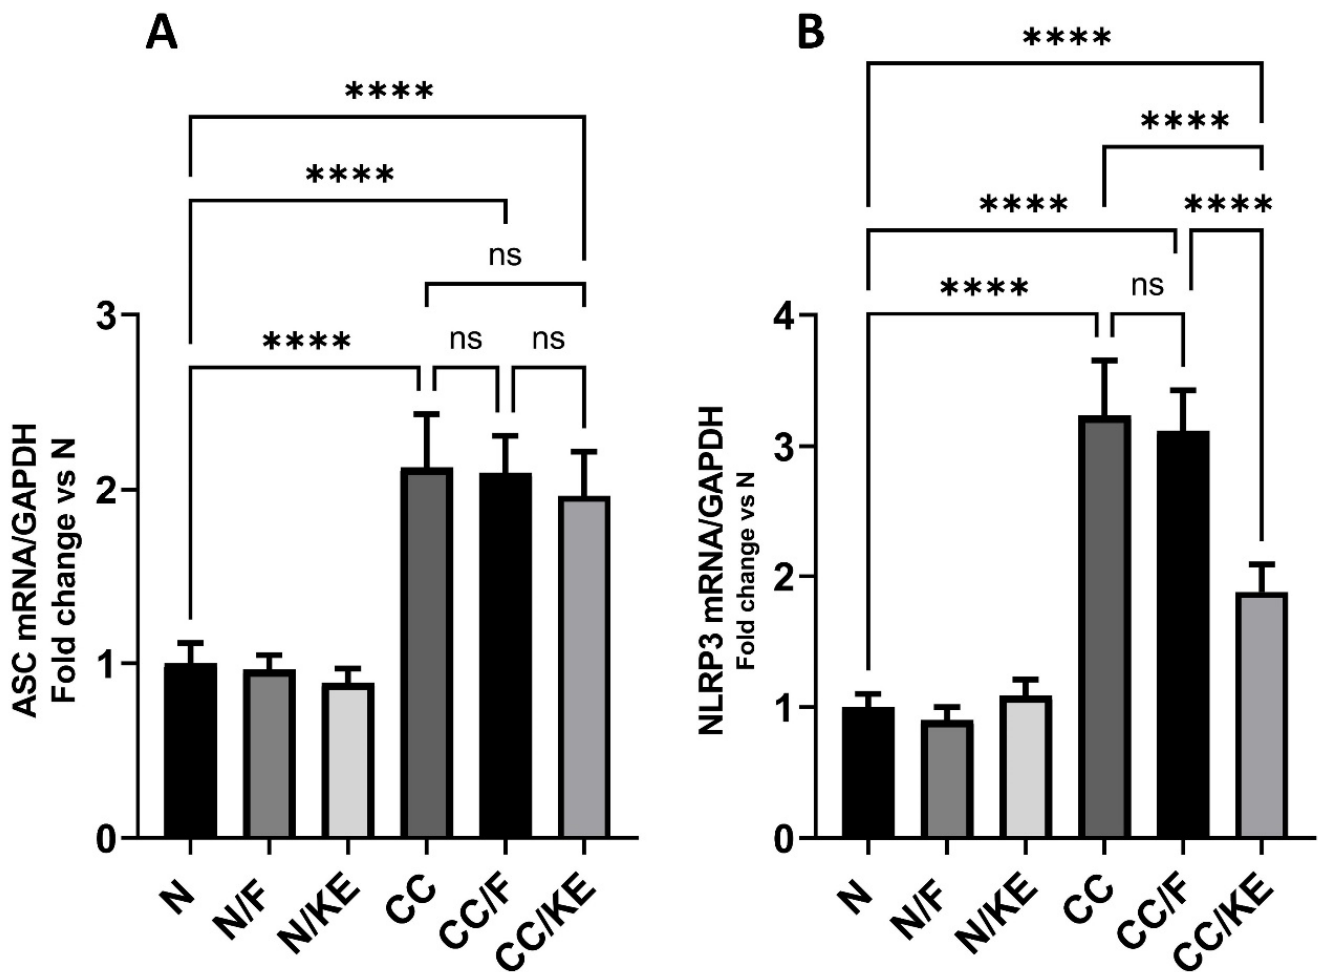 A
****
****
ns
****
ns
ns
3
2
1
0
ASC mRNA/GAPDH
Fold change vs N
N
N/F
N/KE
CC
CC/F
CC/KE
B
****
****
****
****
****
ns
4
3
2
1
0
NLRP3 mRNA/GAPDH
Fold change vs N
N
N/F
N/KE
CC
CC/F
CC/KE